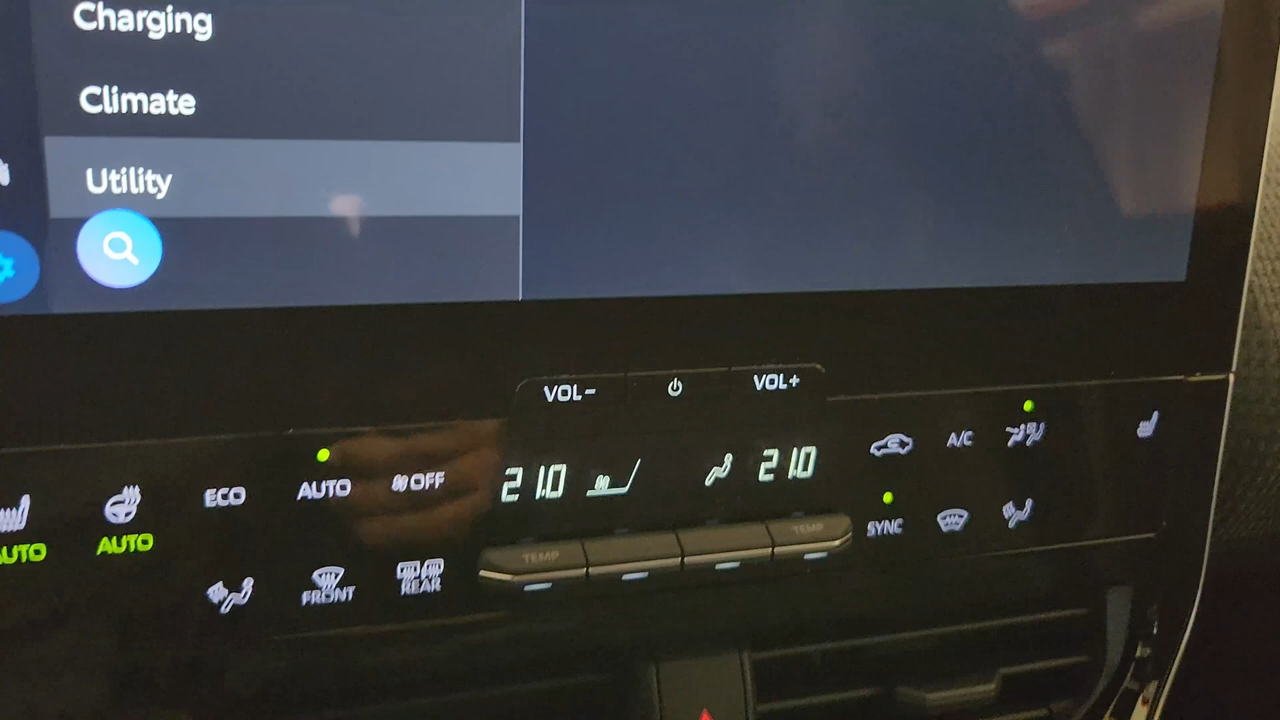 Charging
Climate
Utility
VOL-
VOL+
21.0
21.0
ECO
AUTO
OFF
A/C
AUTO
AUTO
SYNC
TEMP
TEMP
FRONT
REAR